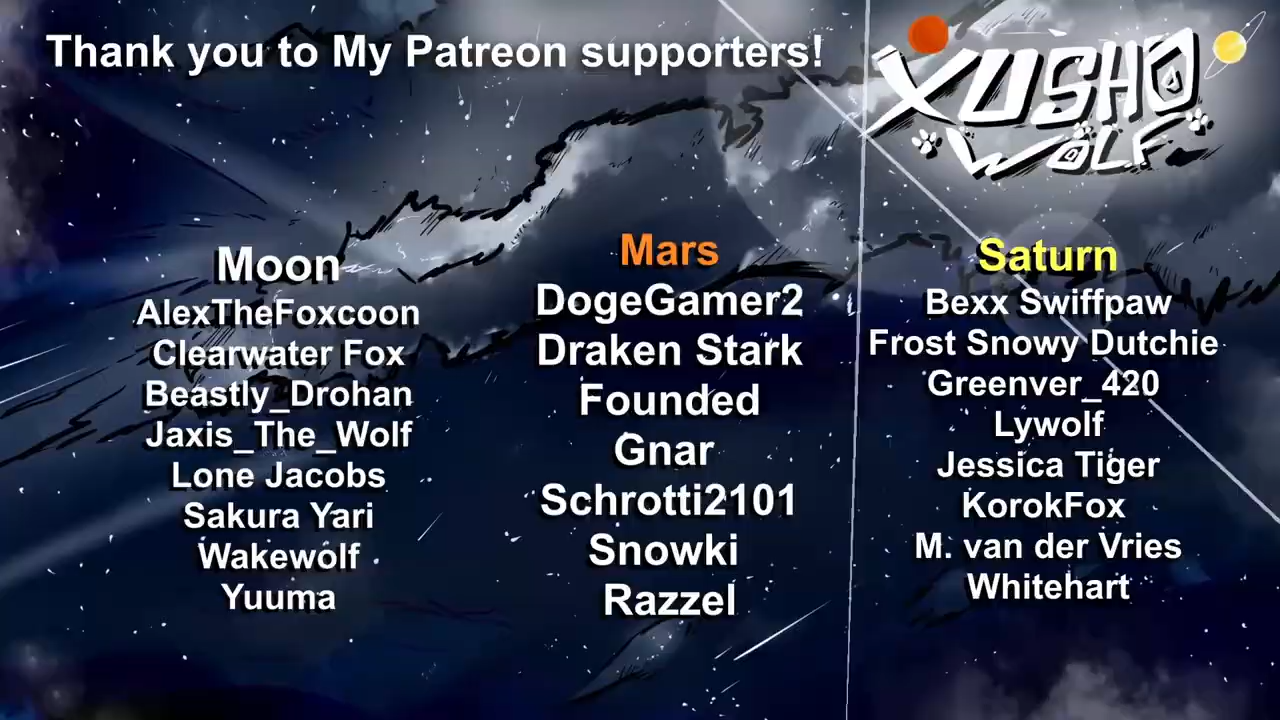 Thank you to My Patreon supporters!
XUSHO
WOLF
Moon
AlexTheFoxcoon
Clearwater Fox
Beastly_Drohan
Jaxis_The_Wolf
Lone Jacobs
Sakura Yari
Wakewolf
Yuuma
Mars
DogeGamer2
Draken Stark
Founded
Gnar
Schrotti2101
Snowki
Razzel
Saturn
Bexx Swiffpaw
Frost Snowy Dutchie
Greenver_420
Lywolf
Jessica Tiger
KorokFox
M. van der Vries
Whitehart